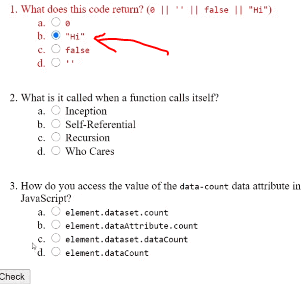 1. What does this code return? (0 || '' || false || "Hi")
a. 0
b. "Hi"
c. false
d. ''
2. What is it called when a function calls itself?
a. Inception
b. Self-Referential
c. Recursion
d. Who Cares
3. How do you access the value of the data-count data attribute in
JavaScript?
a. element.dataset.count
b. element.dataAttribute.count
c. element.dataset.dataCount
d. element.dataCount
Check